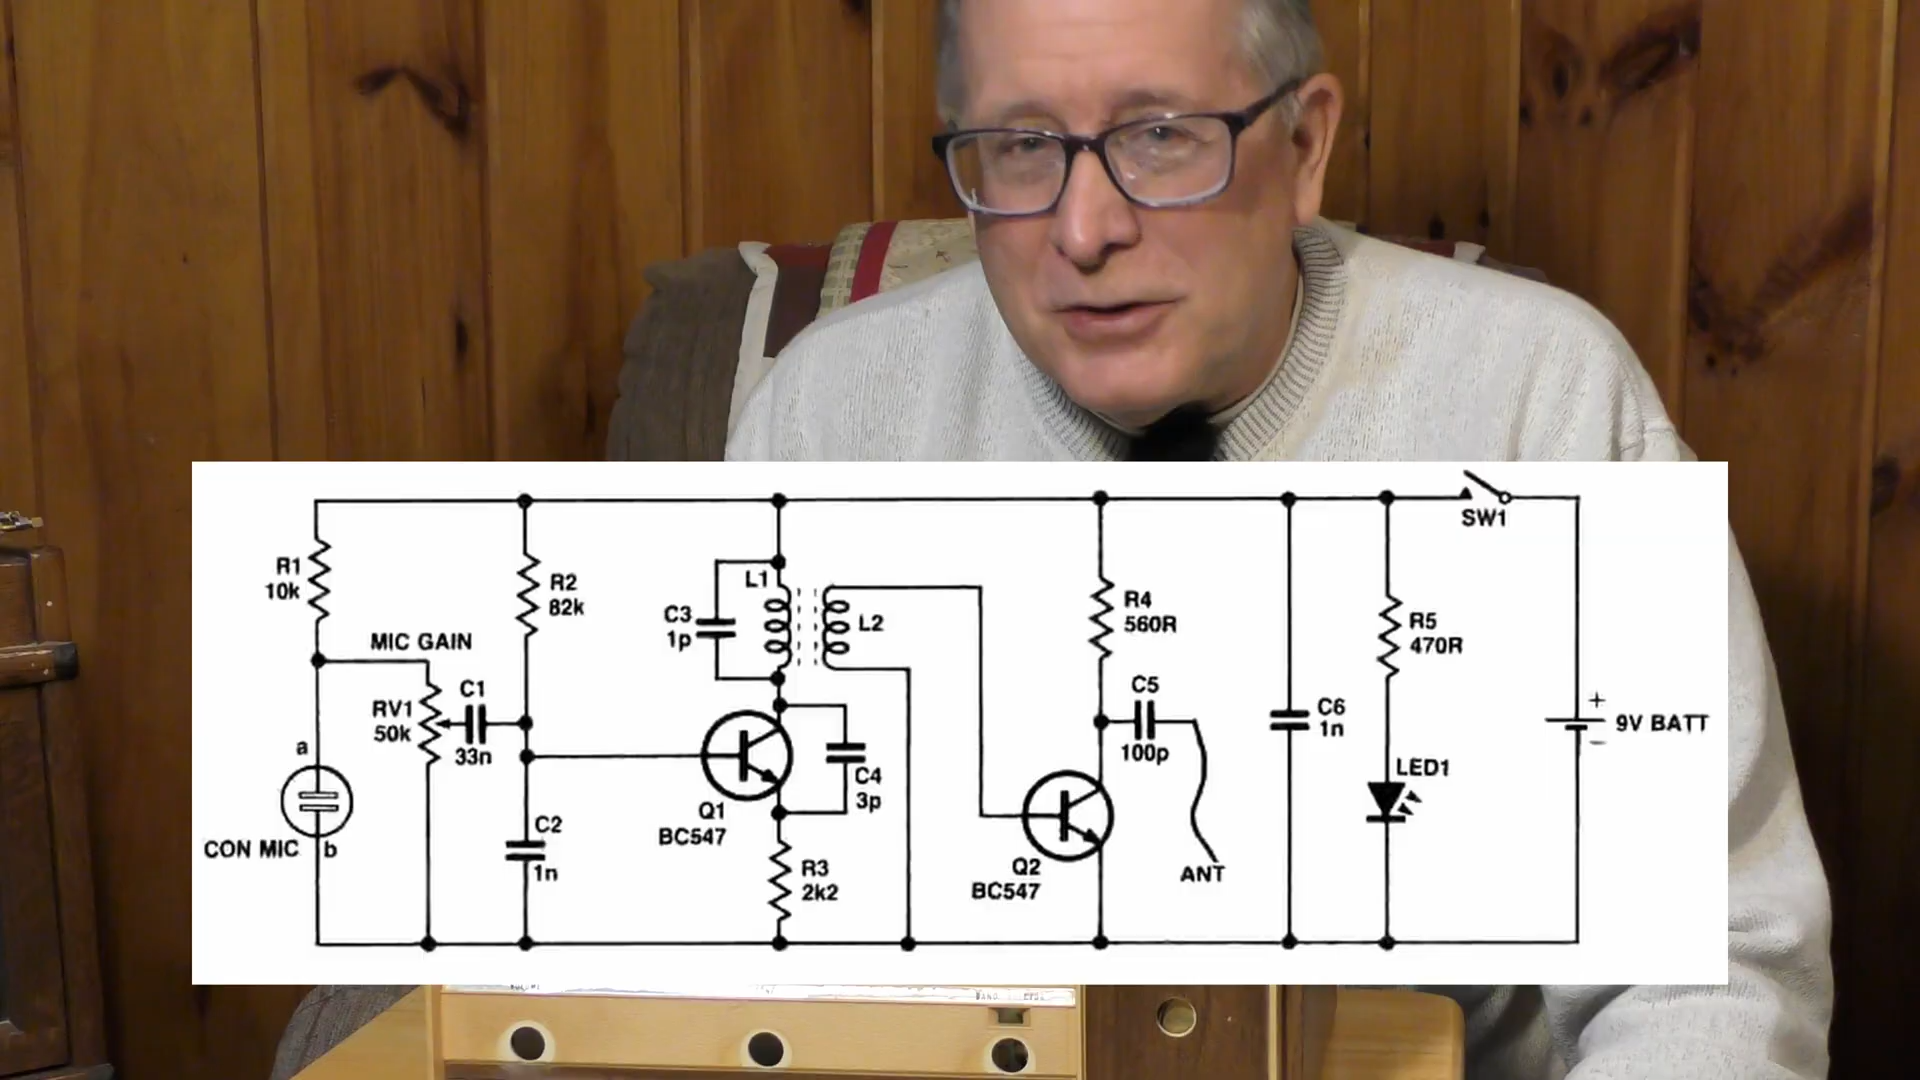 SW1
R1
10k
R2
82k
L1
C3
1p
L2
R4
560R
R5
470R
MIC GAIN
RV1
50k
C1
33n
C5
100p
C6
1n
+
9V BATT
-
a
CON MIC
b
C2
1n
Q1
BC547
C4
3p
R3
2k2
Q2
BC547
ANT
LED1